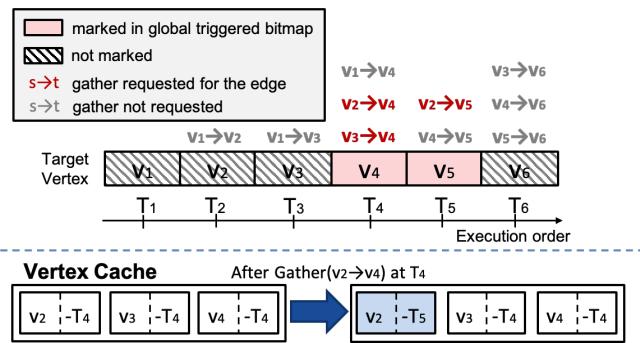 marked in global triggered bitmap
not marked
s→t gather requested for the edge
s→t gather not requested
v1→v4 v3→v6
v2→v4 v2→v5 v4→v6
v1→v2 v1→v3 v3→v4 v4→v5 v5→v6
Target Vertex V1 V2 V3 V4 V5 V6
T1 T2 T3 T4 T5 T6
Execution order
Vertex Cache After Gather(v2→v4) at T4
v2 -T4 v3 -T4 v4 -T4 v2 -T5 v3 -T4 v4 -T4